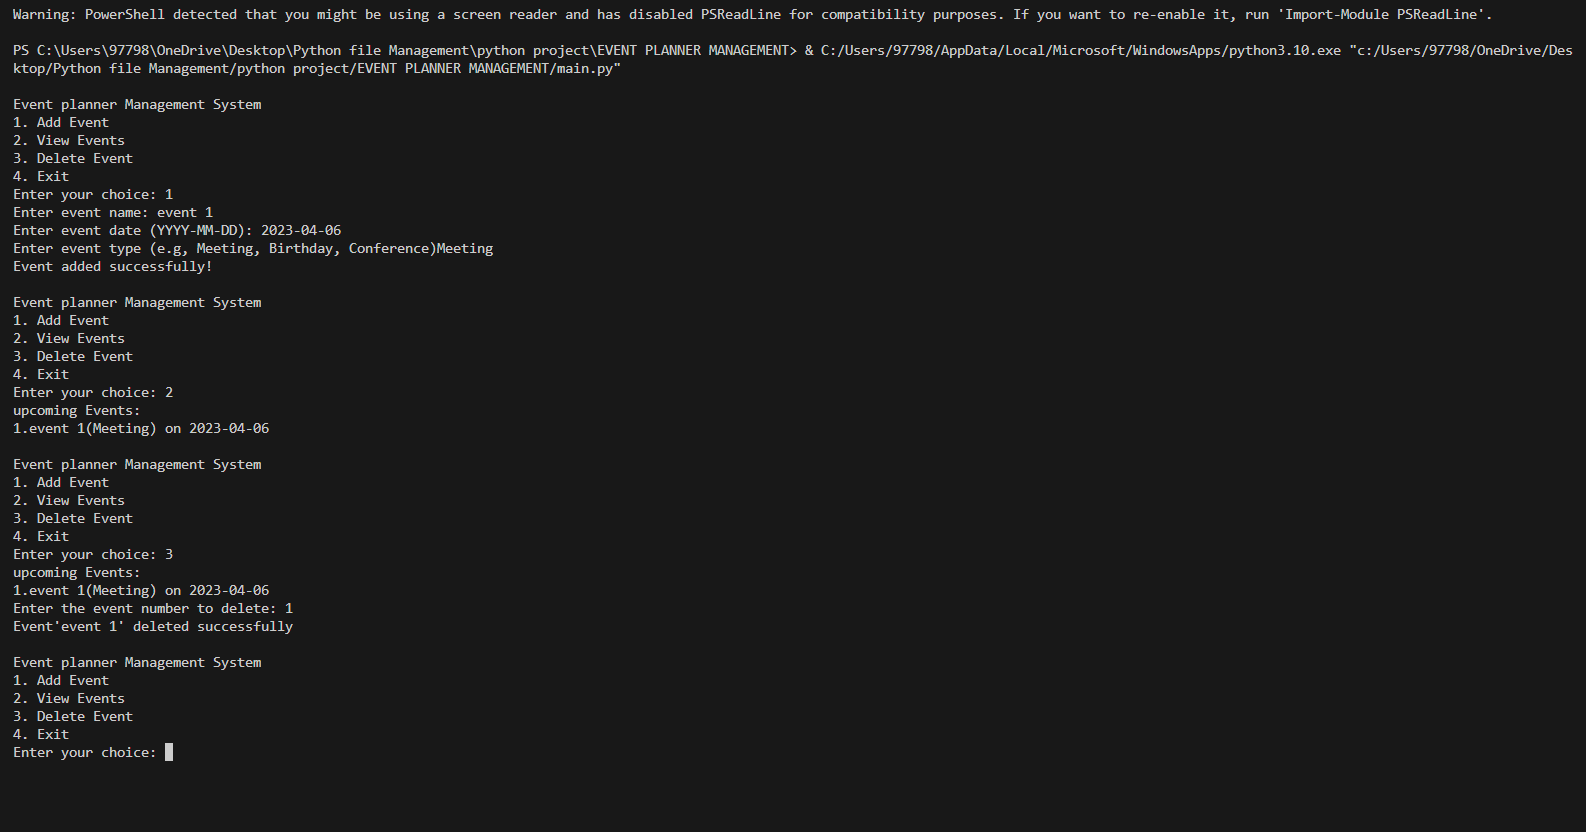 Warning: PowerShell detected that you might be using a screen reader and has disabled PSReadLine for compatibility purposes. If you want to re-enable it, run 'Import-Module PSReadLine'.
PS C:\Users\97798\OneDrive\Desktop\Python file Management\python project\EVENT PLANNER MANAGEMENT> & C:/Users/97798/AppData/Local/Microsoft/WindowsApps/python3.10.exe "c:/Users/97798/OneDrive/Des
ktop/Python file Management/python project/EVENT PLANNER MANAGEMENT/main.py"
Event planner Management System
1. Add Event
2. View Events
3. Delete Event
4. Exit
Enter your choice: 1
Enter event name: event 1
Enter event date (YYYY-MM-DD): 2023-04-06
Enter event type (e.g, Meeting, Birthday, Conference)Meeting
Event added successfully!
Event planner Management System
1. Add Event
2. View Events
3. Delete Event
4. Exit
Enter your choice: 2
upcoming Events:
1.event 1(Meeting) on 2023-04-06
Event planner Management System
1. Add Event
2. View Events
3. Delete Event
4. Exit
Enter your choice: 3
upcoming Events:
1.event 1(Meeting) on 2023-04-06
Enter the event number to delete: 1
Event'event 1' deleted successfully
Event planner Management System
1. Add Event
2. View Events
3. Delete Event
4. Exit
Enter your choice: